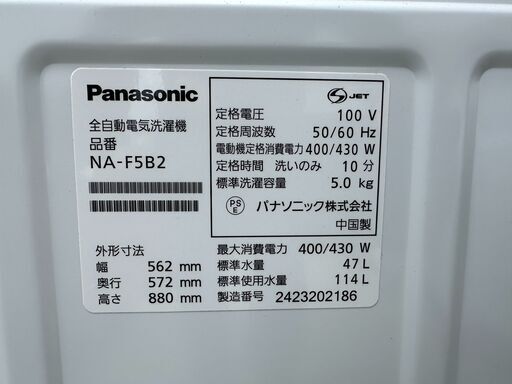 Panasonic
全自動電気洗濯機
品番
NA-F5B2
外形寸法
幅 562 mm
奥行 572 mm
高さ 880 mm
S JET
定格電圧 100 V
定格周波数 50/60 Hz
電動機定格消費電力 400/430 W
定格時間 洗いのみ 10 分
標準洗濯容量 5.0 kg
PS E パナソニック株式会社
中国製
最大消費電力 400/430 W
標準水量 47 L
標準使用水量 114 L
製造番号 2423202186